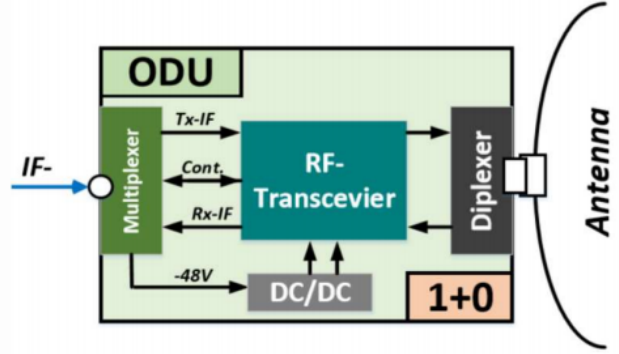 ODU
IF-
Multiplexer
Tx-IF
Cont.
Rx-IF
-48V
RF-
Transcevier
DC/DC
Diplexer
1+0
Antenna